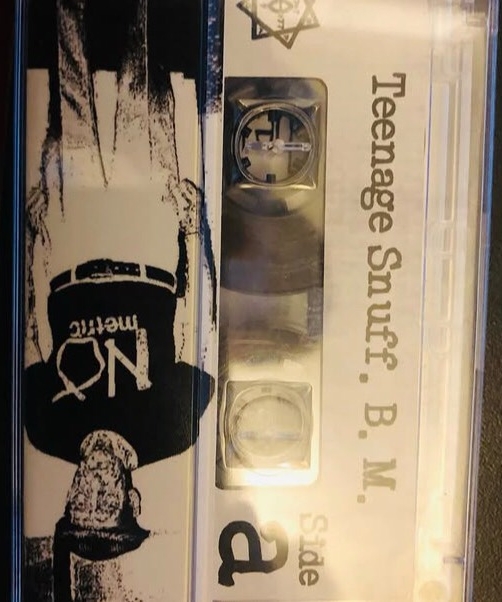 Teenage Snuff. B. M.
Side
a
NO
metric